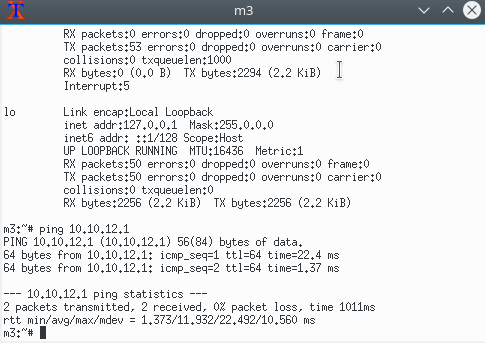 m3
RX packets:0 errors:0 dropped:0 overruns:0 frame:0
TX packets:53 errors:0 dropped:0 overruns:0 carrier:0
collisions:0 txqueuelen:1000
RX bytes:0 (0.0 B)  TX bytes:2294 (2.2 KiB)
Interrupt:5
lo        Link encap:Local Loopback
inet addr:127.0.0.1  Mask:255.0.0.0
inet6 addr: ::1/128 Scope:Host
UP LOOPBACK RUNNING  MTU:16436  Metric:1
RX packets:50 errors:0 dropped:0 overruns:0 frame:0
TX packets:50 errors:0 dropped:0 overruns:0 carrier:0
collisions:0 txqueuelen:0
RX bytes:2256 (2.2 KiB)  TX bytes:2256 (2.2 KiB)
m3:~# ping 10.10.12.1
PING 10.10.12.1 (10.10.12.1) 56(84) bytes of data.
64 bytes from 10.10.12.1: icmp_seq=1 ttl=64 time=22.4 ms
64 bytes from 10.10.12.1: icmp_seq=2 ttl=64 time=1.37 ms
--- 10.10.12.1 ping statistics ---
2 packets transmitted, 2 received, 0% packet loss, time 1011ms
rtt min/avg/max/mdev = 1.373/11.932/22.492/10.560 ms
m3:~#